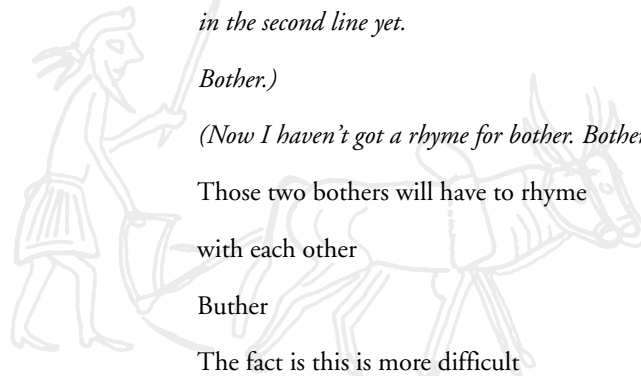 in the second line yet.
Bother.)
(Now I haven't got a rhyme for bother. Bother
Those two bothers will have to rhyme
with each other
Buther
The fact is this is more difficult